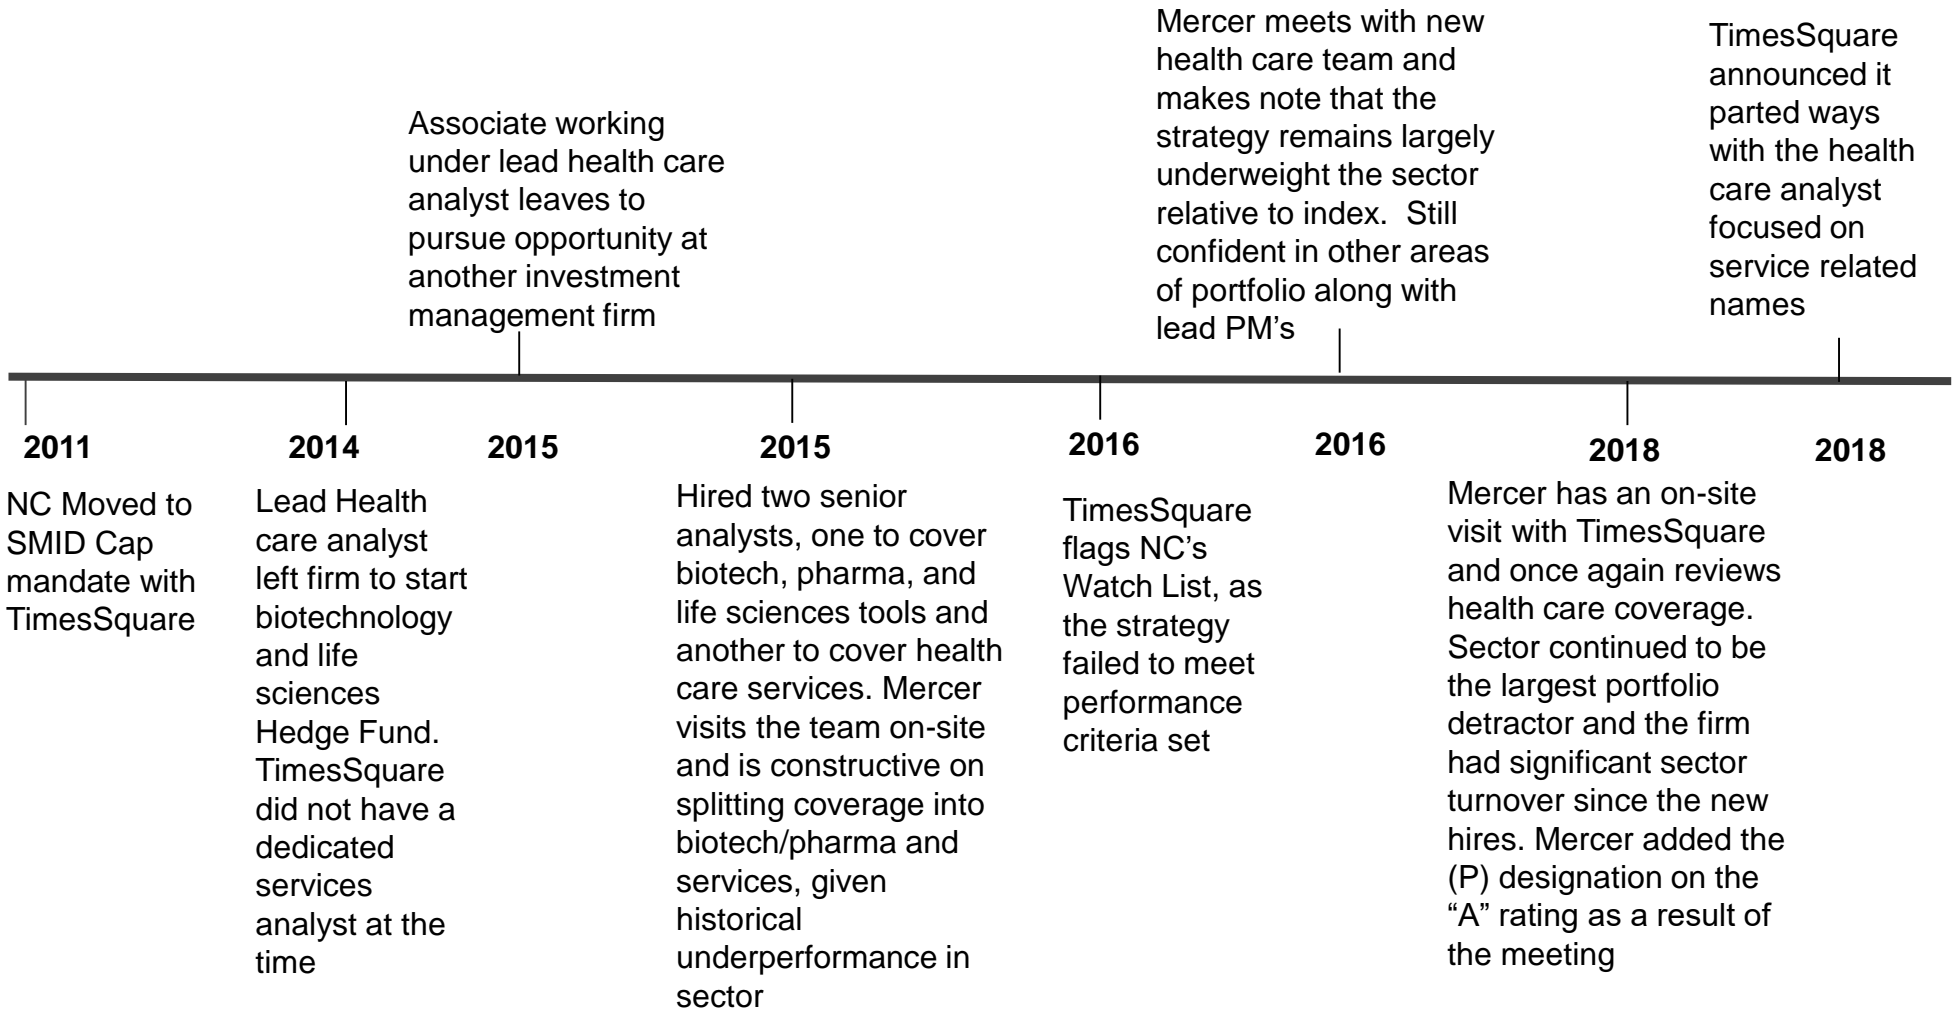 Mercer meets with new
health care team and
makes note that the
strategy remains largely
underweight the sector
relative to index.  Still
confident in other areas
of portfolio along with
lead PM’s
TimesSquare
announced it
parted ways
with the health
care analyst
focused on
service related
names
Associate working
under lead health care
analyst leaves to
pursue opportunity at
another investment
management firm
2011
2014
2015
2015
2016
2016
2018
2018
NC Moved to
SMID Cap
mandate with
TimesSquare
Lead Health
care analyst
left firm to start
biotechnology
and life
sciences
Hedge Fund.
TimesSquare
did not have a
dedicated
services
analyst at the
time
Hired two senior
analysts, one to cover
biotech, pharma, and
life sciences tools and
another to cover health
care services. Mercer
visits the team on-site
and is constructive on
splitting coverage into
biotech/pharma and
services, given
historical
underperformance in
sector
TimesSquare
flags NC’s
Watch List, as
the strategy
failed to meet
performance
criteria set
Mercer has an on-site
visit with TimesSquare
and once again reviews
health care coverage.
Sector continued to be
the largest portfolio
detractor and the firm
had significant sector
turnover since the new
hires. Mercer added the
(P) designation on the
“A” rating as a result of
the meeting